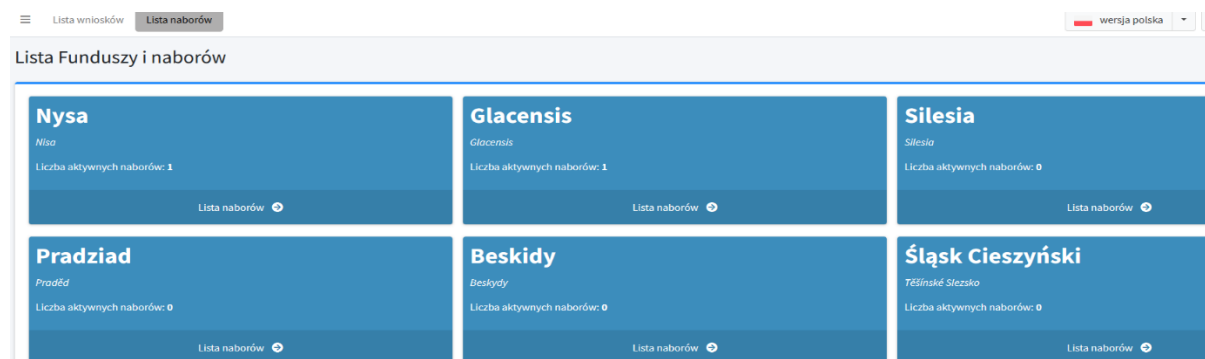 Lista wniosków Lista naborów wersja polska
Lista Funduszy i naborów
Nysa
Nisa
Liczba aktywnych naborów: 1
Lista naborów
Glacensis
Glacensis
Liczba aktywnych naborów: 1
Lista naborów
Silesia
Silesia
Liczba aktywnych naborów: 0
Lista naborów
Pradziad
Praděd
Liczba aktywnych naborów: 0
Lista naborów
Beskidy
Beskydy
Liczba aktywnych naborów: 0
Lista naborów
Śląsk Cieszyński
Těšínské Slezsko
Liczba aktywnych naborów: 0
Lista naborów